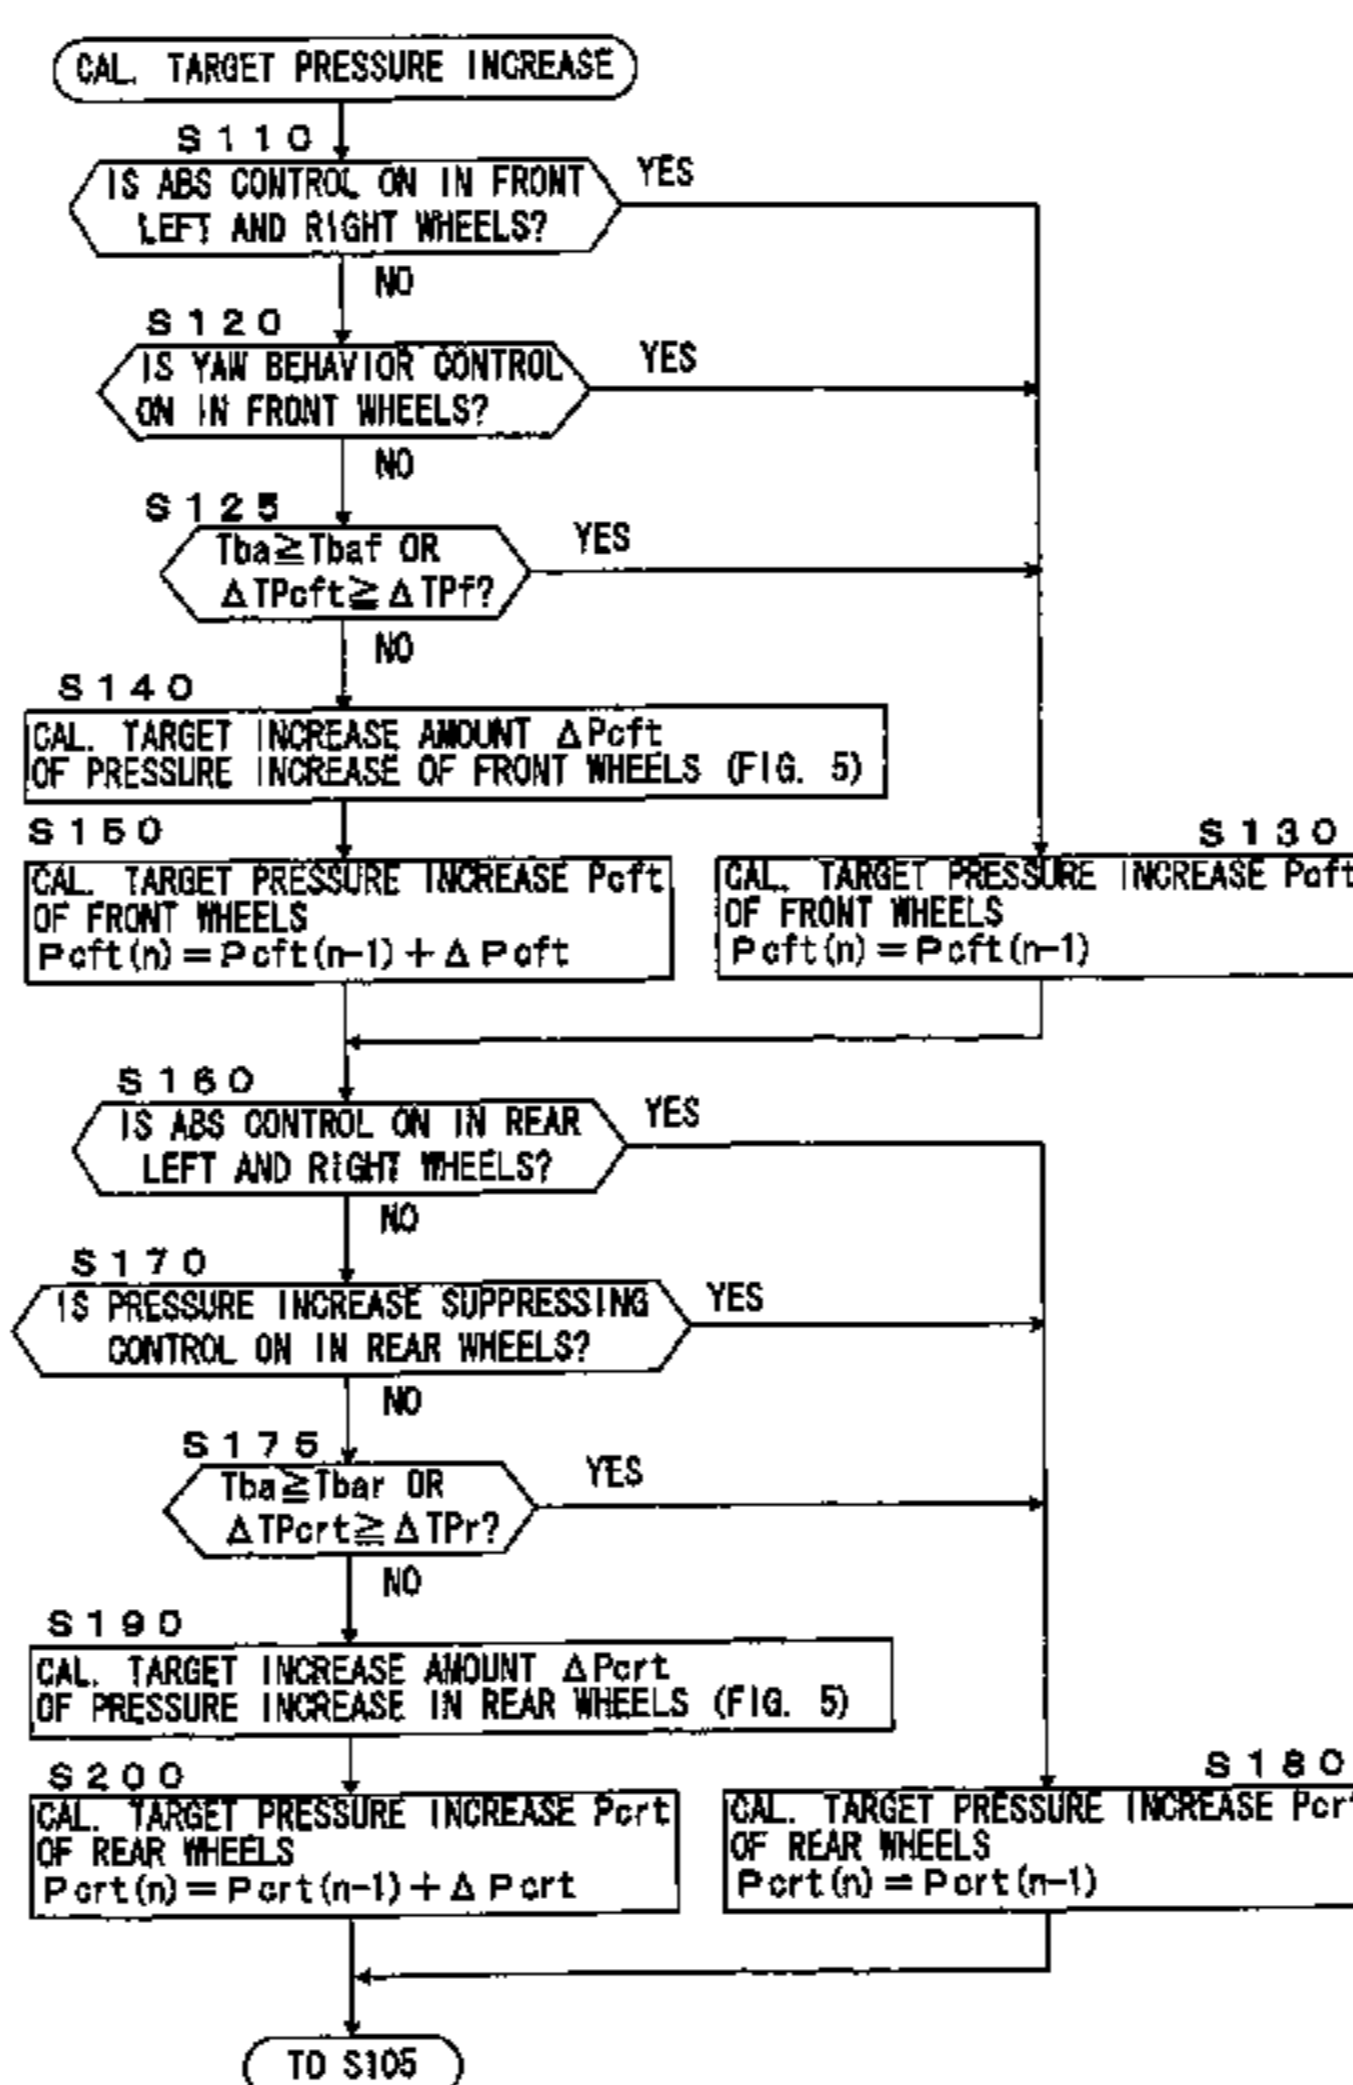 CAL. TARGET PRESSURE INCREASE
S110
IS ABS CONTROL ON IN FRONT
LEFT AND RIGHT WHEELS?
YES
NO
S120
IS YAW BEHAVIOR CONTROL
ON IN FRONT WHEELS?
YES
NO
S125
Tba≧Tbaf OR
ΔTPcft≧ΔTPf?
YES
NO
S140
CAL. TARGET INCREASE AMOUNT ΔPcft
OF PRESSURE INCREASE OF FRONT WHEELS (FIG. 5)
S150
CAL. TARGET PRESSURE INCREASE Pcft
OF FRONT WHEELS
Pcft(n)=Pcft(n-1)+ΔPcft
S130
CAL. TARGET PRESSURE INCREASE Pcft
OF FRONT WHEELS
Pcft(n)=Pcft(n-1)
S160
IS ABS CONTROL ON IN REAR
LEFT AND RIGHT WHEELS?
YES
NO
S170
IS PRESSURE INCREASE SUPPRESSING
CONTROL ON IN REAR WHEELS?
YES
NO
S175
Tba≧Tbar OR
ΔTPcrt≧ΔTPr?
YES
NO
S190
CAL. TARGET INCREASE AMOUNT ΔPcrt
OF PRESSURE INCREASE IN REAR WHEELS (FIG. 5)
S200
CAL. TARGET PRESSURE INCREASE Pcrt
OF REAR WHEELS
Pcrt(n)=Pcrt(n-1)+ΔPcrt
S180
CAL. TARGET PRESSURE INCREASE Pcr
OF REAR WHEELS
Pcrt(n)=Pcrt(n-1)
TO S105